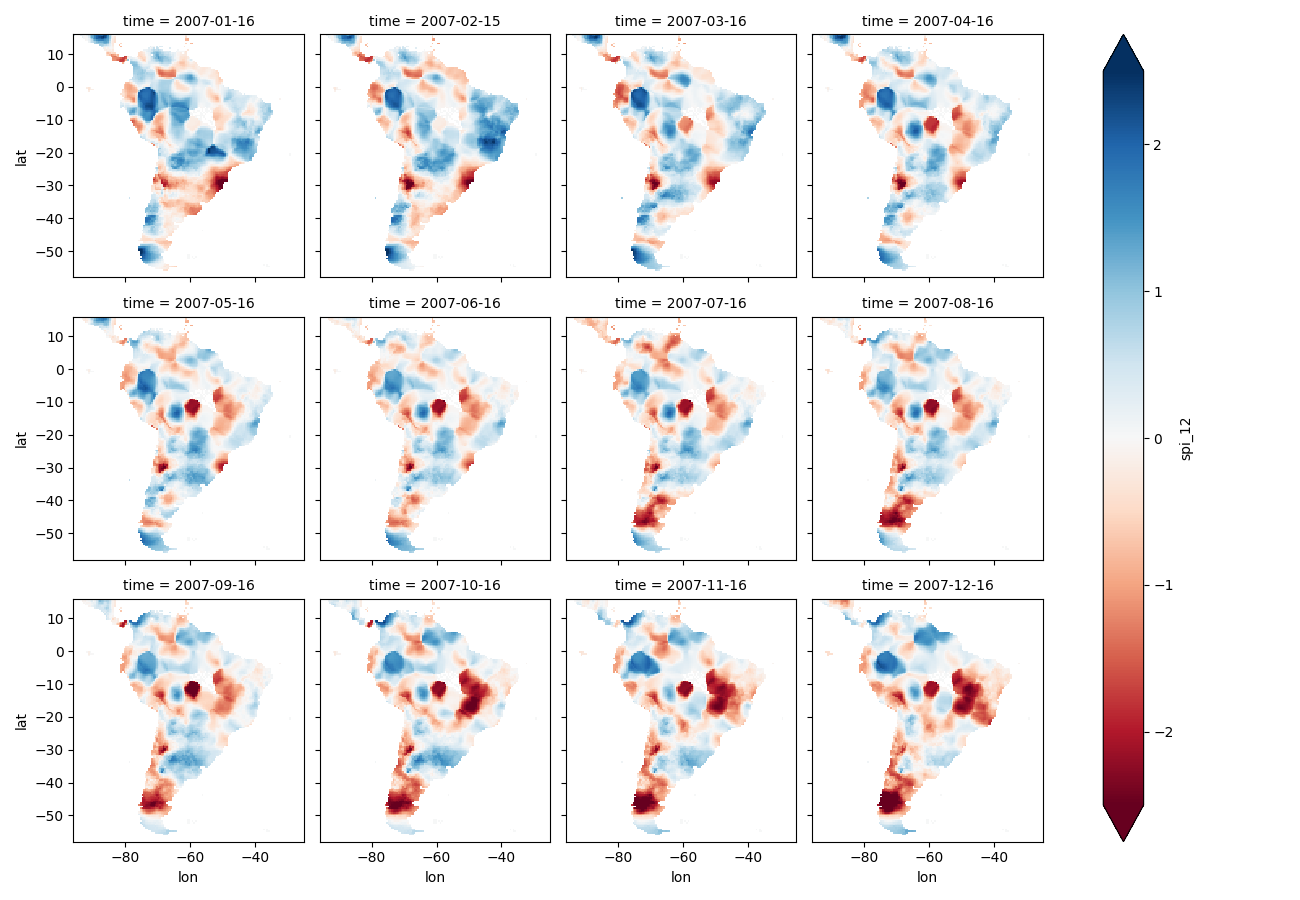 time = 2007-01-16
time = 2007-02-15
time = 2007-03-16
time = 2007-04-16
10
0
−10
−20
−30
−40
−50
lat
time = 2007-05-16
time = 2007-06-16
time = 2007-07-16
time = 2007-08-16
10
0
−10
−20
−30
−40
−50
lat
time = 2007-09-16
time = 2007-10-16
time = 2007-11-16
time = 2007-12-16
10
0
−10
−20
−30
−40
−50
lat
−80 −60 −40
−80 −60 −40
−80 −60 −40
−80 −60 −40
lon
lon
lon
lon
2
1
0
−1
−2
spi_12